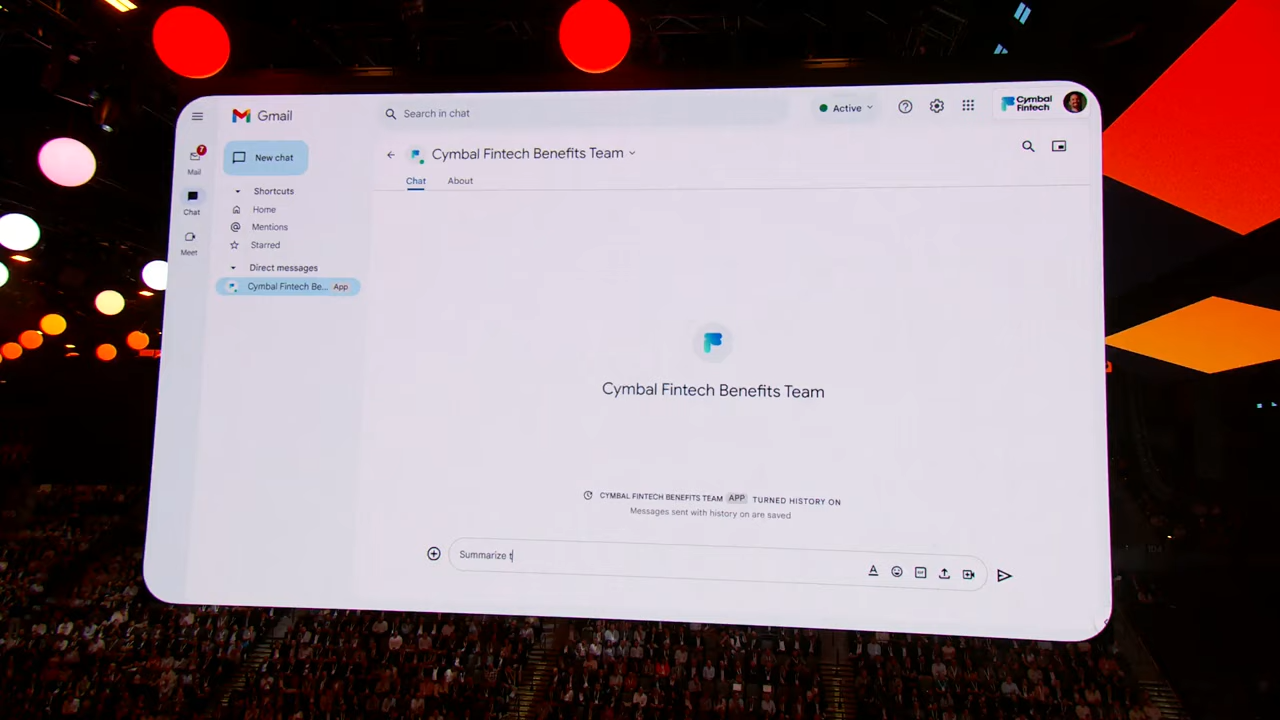 Gmail
Search in chat
Active
Cymbal
Fintech
7
Mail
New chat
Cymbal Fintech Benefits Team
Chat
About
Shortcuts
Chat
Home
Mentions
Meet
Starred
Direct messages
Cymbal Fintech Be... App
Cymbal Fintech Benefits Team
CYMBAL FINTECH BENEFITS TEAM APP TURNED HISTORY ON
Messages sent with history on are saved
Summarize t